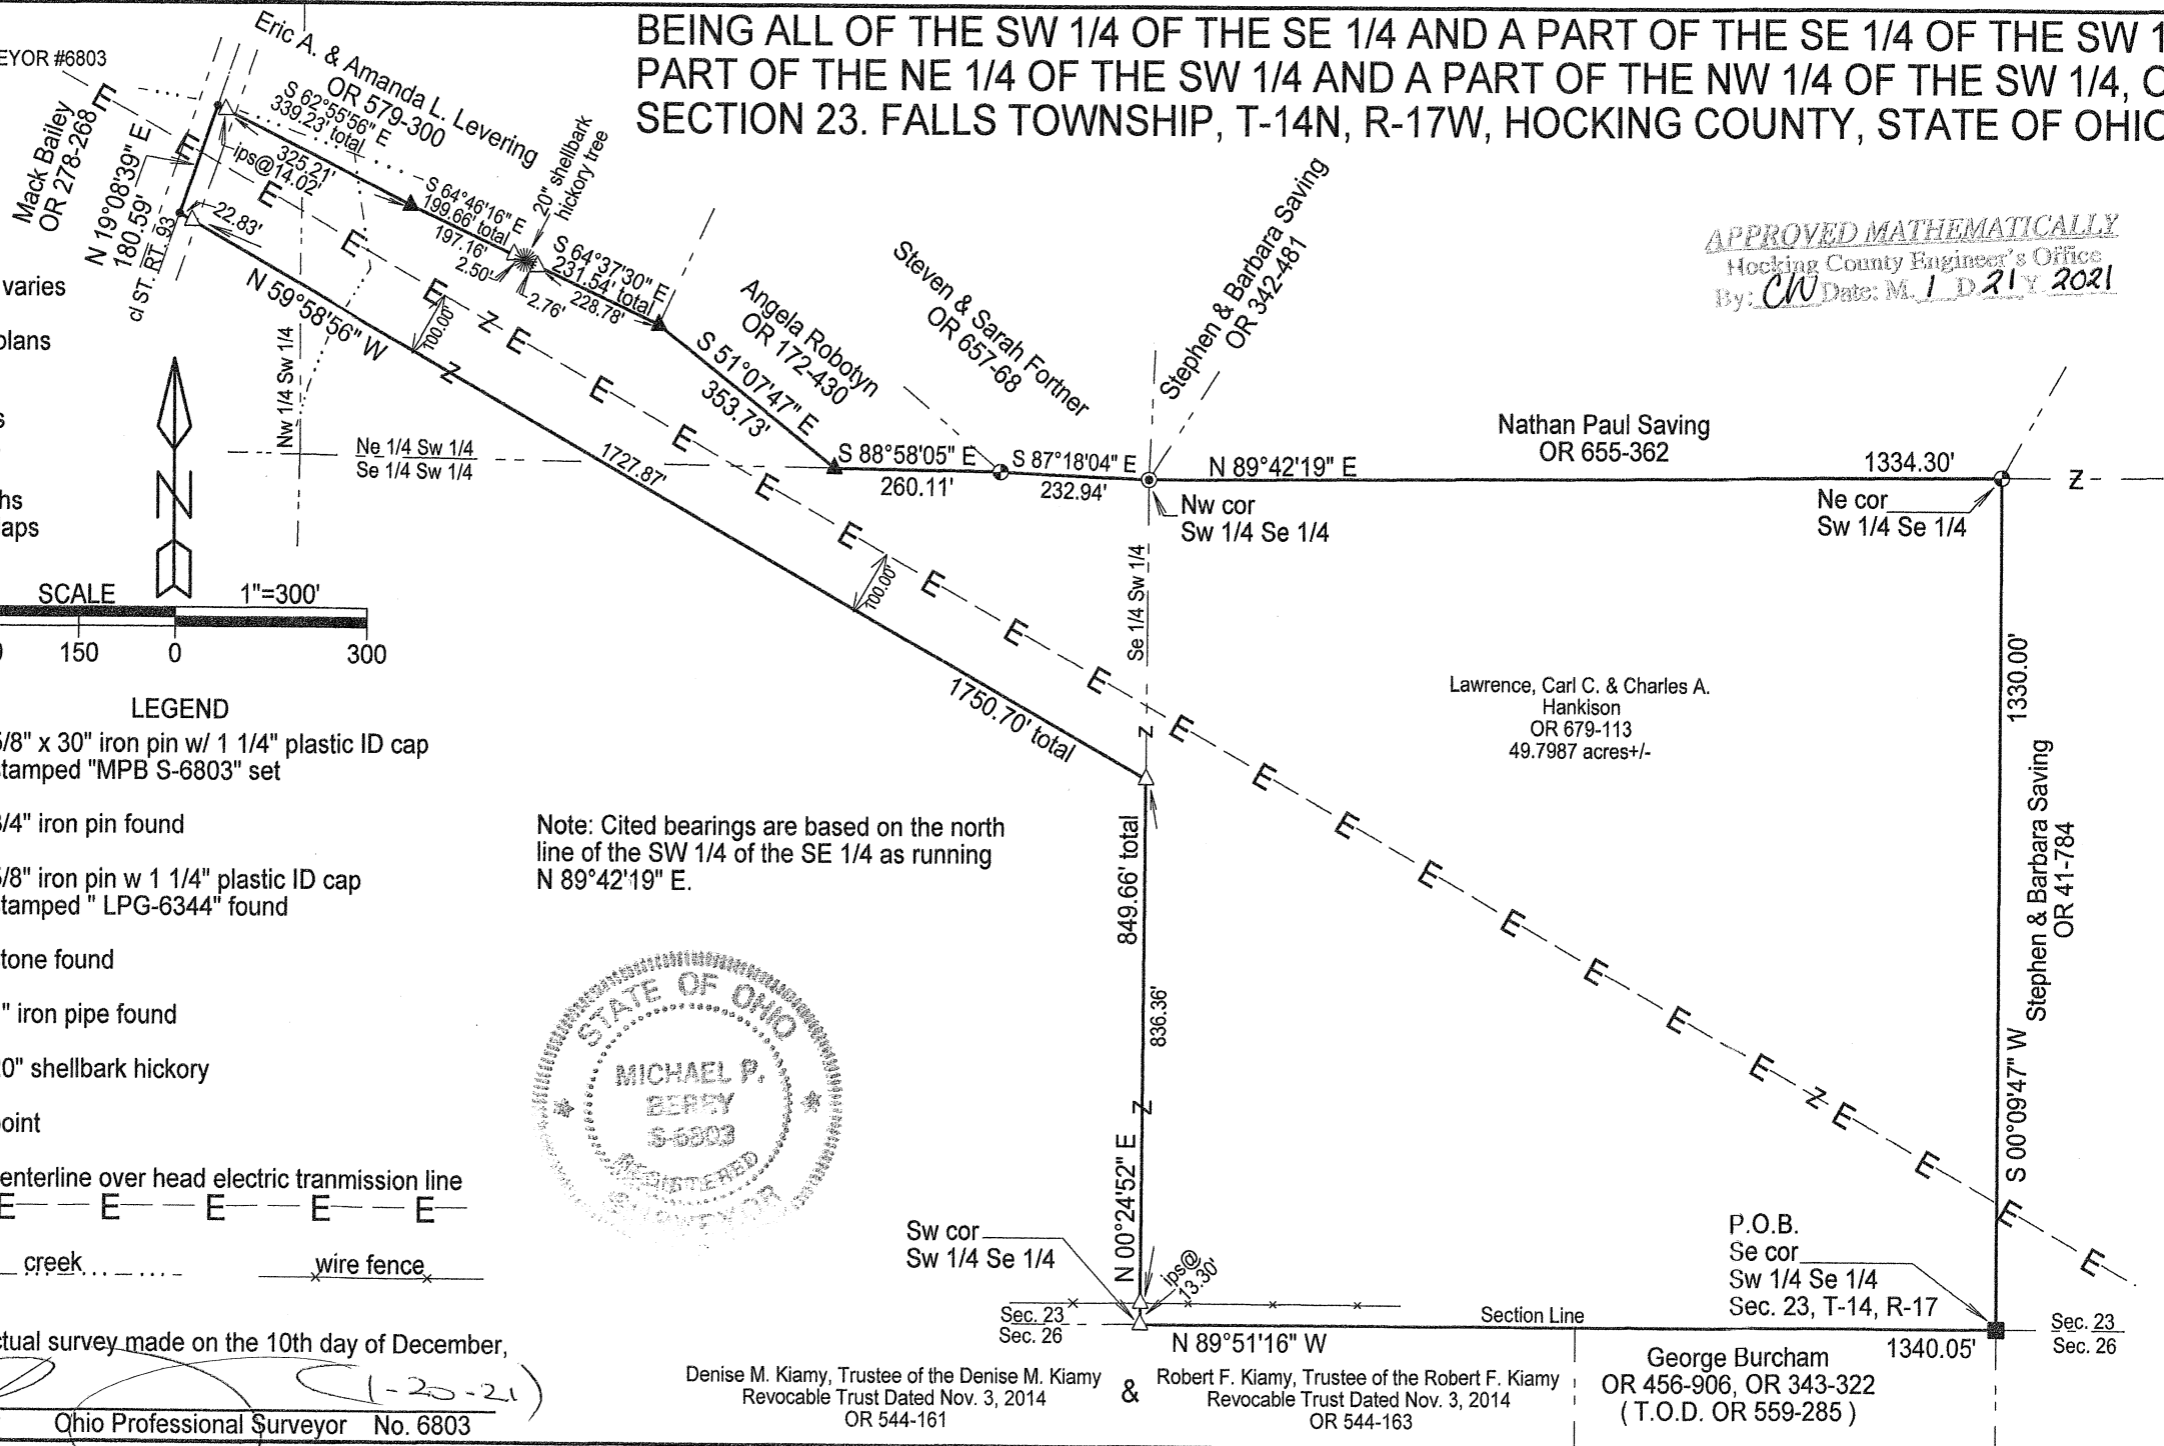 BEING ALL OF THE SW 1/4 OF THE SE 1/4 AND A PART OF THE SE 1/4 OF THE SW 1
PART OF THE NE 1/4 OF THE SW 1/4 AND A PART OF THE NW 1/4 OF THE SW 1/4, O
SECTION 23. FALLS TOWNSHIP, T-14N, R-17W, HOCKING COUNTY, STATE OF OHIO
EYOR #6803
Eric A. & Amanda L. Levering
OR 579-300
S 62°55'56" E
339.23' total
325.21'
ips@14.02'
Mack Bailey
OR 278-268
N 19°08'39" E
180.59'
cl ST. RT. 93
22.83'
S 64°46'16" E
199.66' total
197.16'
2.50'
20" shellbark
hickory tree
S 64°37'30" E
231.54' total
228.78'
2.76'
APPROVED MATHEMATICALLY
Hocking County Engineer's Office
By: CW Date: M. 1 D. 21 Y 2021
Angela Robotyn
OR 172-430
Steven & Sarah Fortner
OR 657-68
Stephen & Barbara Saving
OR 342-481
varies
plans
s
hs
aps
N 59°58'56" W
100.00'
Z
Z
Nw 1/4 Sw 1/4
Ne 1/4 Sw 1/4
Se 1/4 Sw 1/4
S 51°07'47" E
353.73'
1727.87'
S 88°58'05" E
260.11'
S 87°18'04" E
232.94'
N 89°42'19" E
Nathan Paul Saving
OR 655-362
1334.30'
Z
Nw cor
Sw 1/4 Se 1/4
Ne cor
Sw 1/4 Se 1/4
N
Se 1/4 Sw 1/4
100.00'
SCALE 1"=300'
0 150 0 300
1750.70' total
Z
Lawrence, Carl C. & Charles A.
Hankison
OR 679-113
49.7987 acres+/-
1330.00'
Stephen & Barbara Saving
OR 41-784
S 00°09'47" W
LEGEND
5/8" x 30" iron pin w/ 1 1/4" plastic ID cap
stamped "MPB S-6803" set
3/4" iron pin found
5/8" iron pin w 1 1/4" plastic ID cap
stamped " LPG-6344" found
tone found
" iron pipe found
0" shellbark hickory
oint
enterline over head electric tranmission line
E E E E E
creek wire fence
Note: Cited bearings are based on the north
line of the SW 1/4 of the SE 1/4 as running
N 89°42'19" E.
849.66' total
836.36'
Z
N 00°24'52" E
STATE OF OHIO
MICHAEL P.
BERRY
S-6803
REGISTERED
SURVEYOR
Z
Sw cor
Sw 1/4 Se 1/4
ips@
13.30'
P.O.B.
Se cor
Sw 1/4 Se 1/4
Sec. 23, T-14, R-17
Sec. 23
Sec. 26
Section Line
N 89°51'16" W
1340.05'
Sec. 23
Sec. 26
ctual survey made on the 10th day of December,
1-20-21
Ohio Professional Surveyor No. 6803
Denise M. Kiamy, Trustee of the Denise M. Kiamy
Revocable Trust Dated Nov. 3, 2014
OR 544-161
&
Robert F. Kiamy, Trustee of the Robert F. Kiamy
Revocable Trust Dated Nov. 3, 2014
OR 544-163
George Burcham
OR 456-906, OR 343-322
( T.O.D. OR 559-285 )